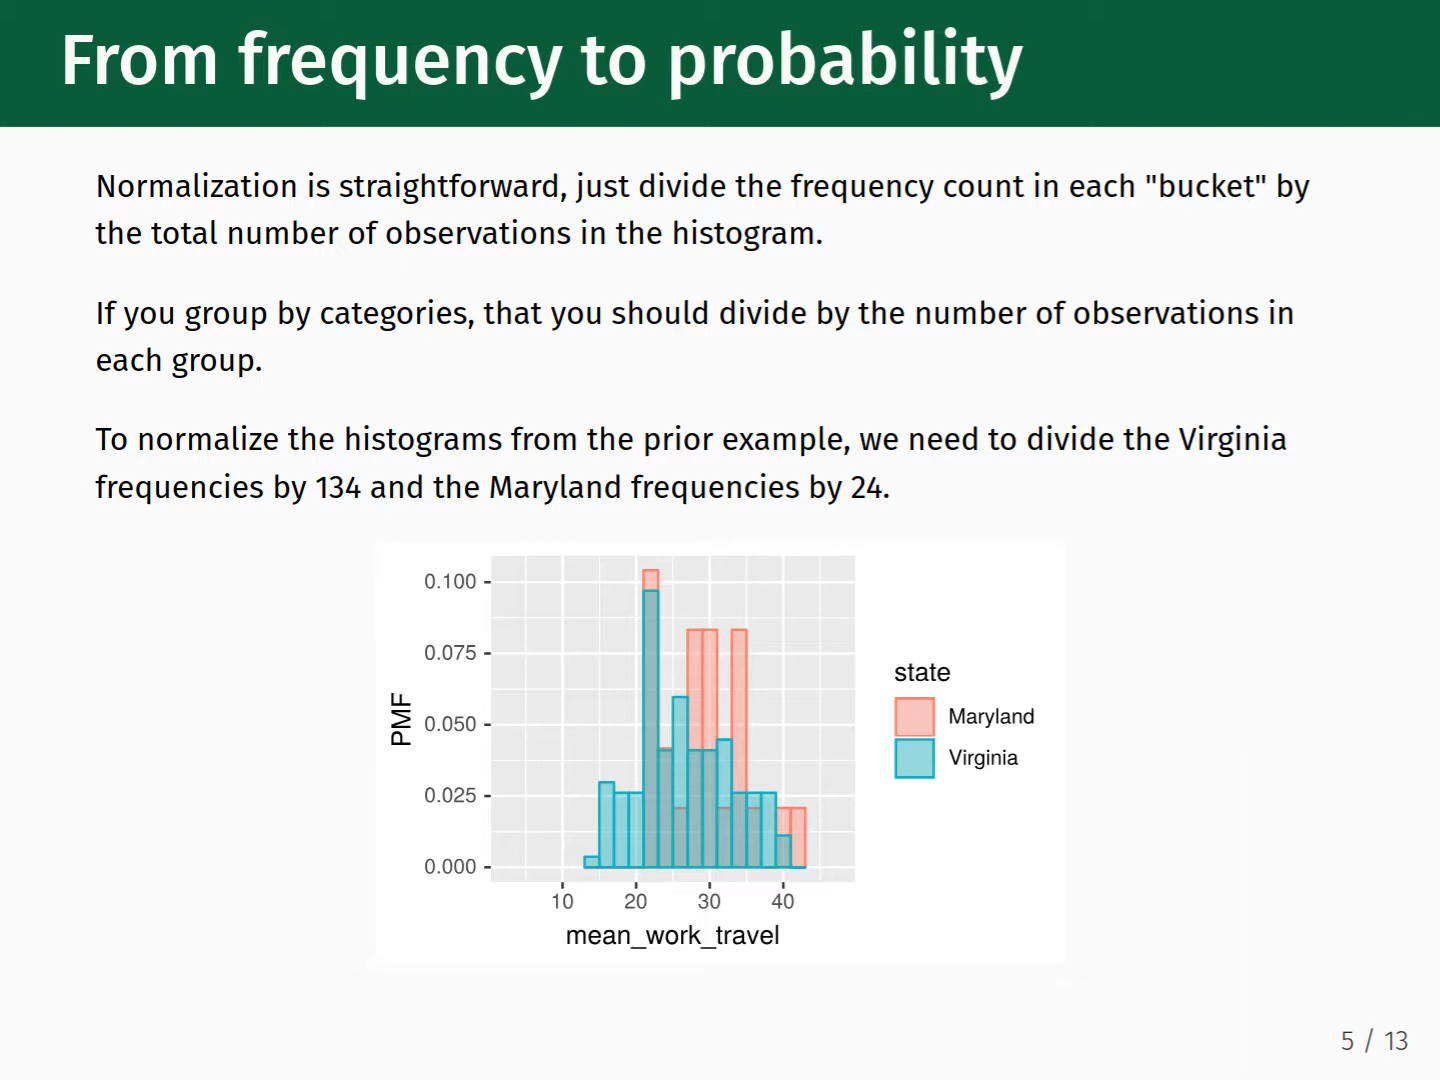 From frequency to probability
Normalization is straightforward, just divide the frequency count in each "bucket" by
the total number of observations in the histogram.
If you group by categories, that you should divide by the number of observations in
each group.
To normalize the histograms from the prior example, we need to divide the Virginia
frequencies by 134 and the Maryland frequencies by 24.
0.100
0.075
0.050
0.025
0.000
PMF
10 20 30 40
mean_work_travel
state
Maryland
Virginia
5 / 13